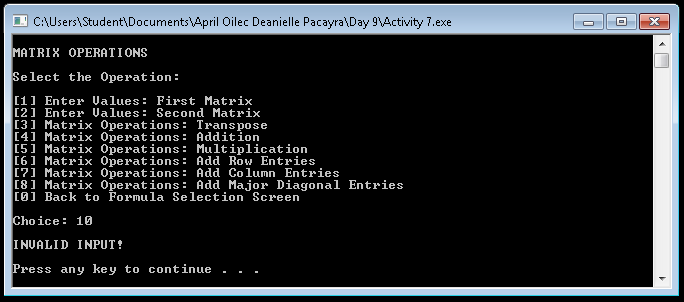 C:\Users\Student\Documents\April Oilec Deanielle Pacayra\Day 9\Activity 7.exe
MATRIX OPERATIONS
Select the Operation:
[1] Enter Values: First Matrix
[2] Enter Values: Second Matrix
[3] Matrix Operations: Transpose
[4] Matrix Operations: Addition
[5] Matrix Operations: Multiplication
[6] Matrix Operations: Add Row Entries
[7] Matrix Operations: Add Column Entries
[8] Matrix Operations: Add Major Diagonal Entries
[0] Back to Formula Selection Screen
Choice: 10
INVALID INPUT!
Press any key to continue . . .